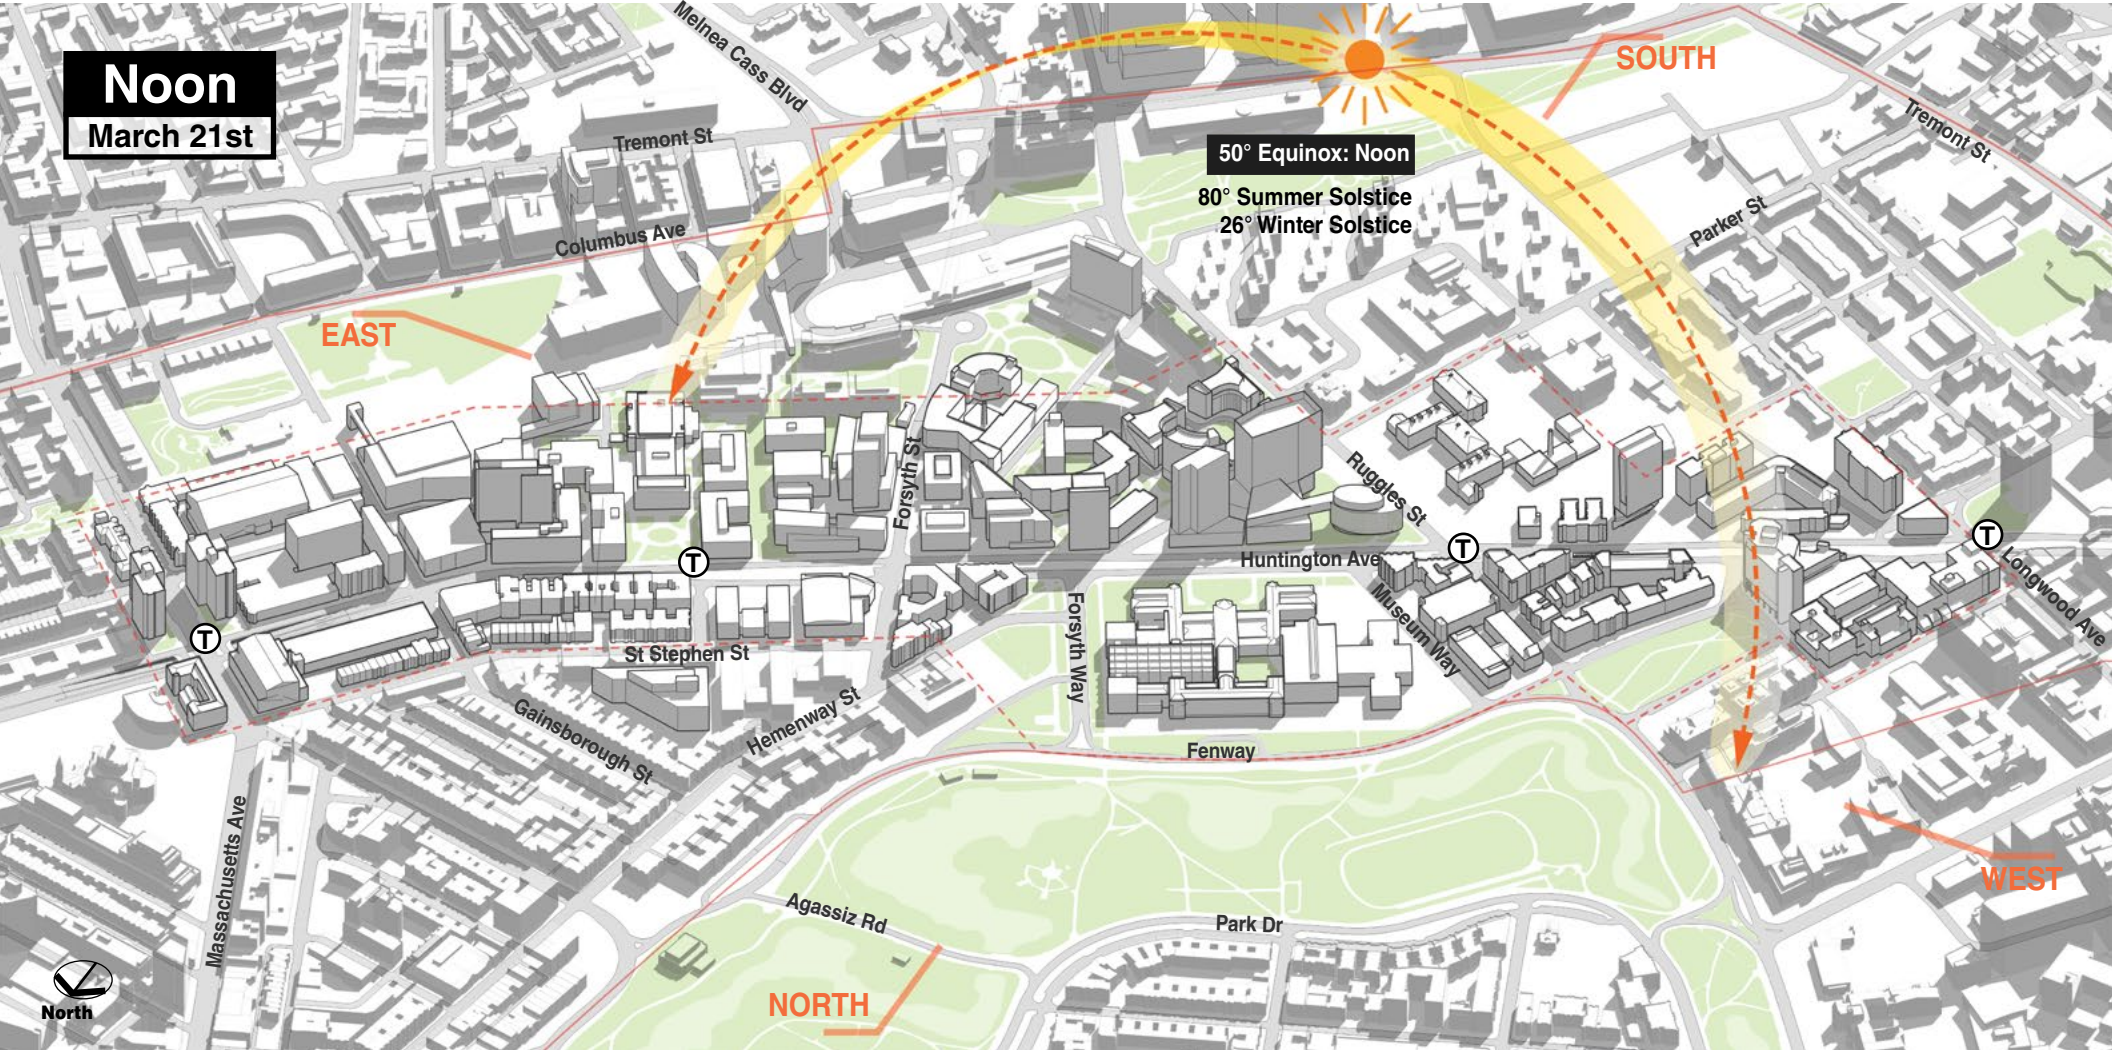 Noon
March 21st
Melnea Cass Blvd
SOUTH
Tremont St
Tremont St
50° Equinox: Noon
80° Summer Solstice
26° Winter Solstice
Parker St
Columbus Ave
EAST
Forsyth St
Ruggles St
T
T
T
Huntington Ave
Longwood Ave
Museum Way
Forsyth Way
T
St Stephen St
Gainsborough St
Hemenway St
Fenway
Massachusetts Ave
WEST
Agassiz Rd
Park Dr
NORTH
North